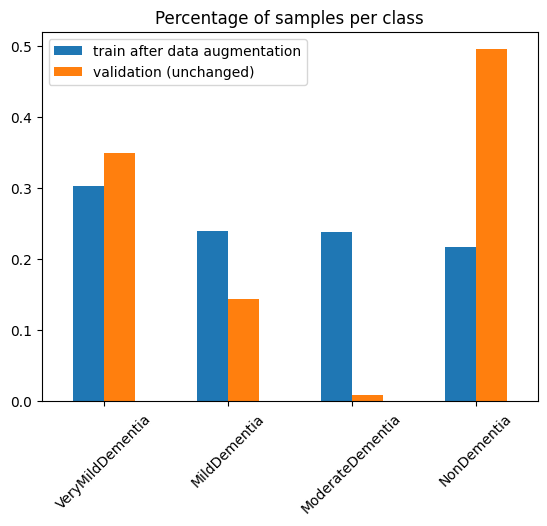 Percentage of samples per class
train after data augmentation
validation (unchanged)
0.5
0.4
0.3
0.2
0.1
0.0
VeryMildDementia
MildDementia
ModerateDementia
NonDementia